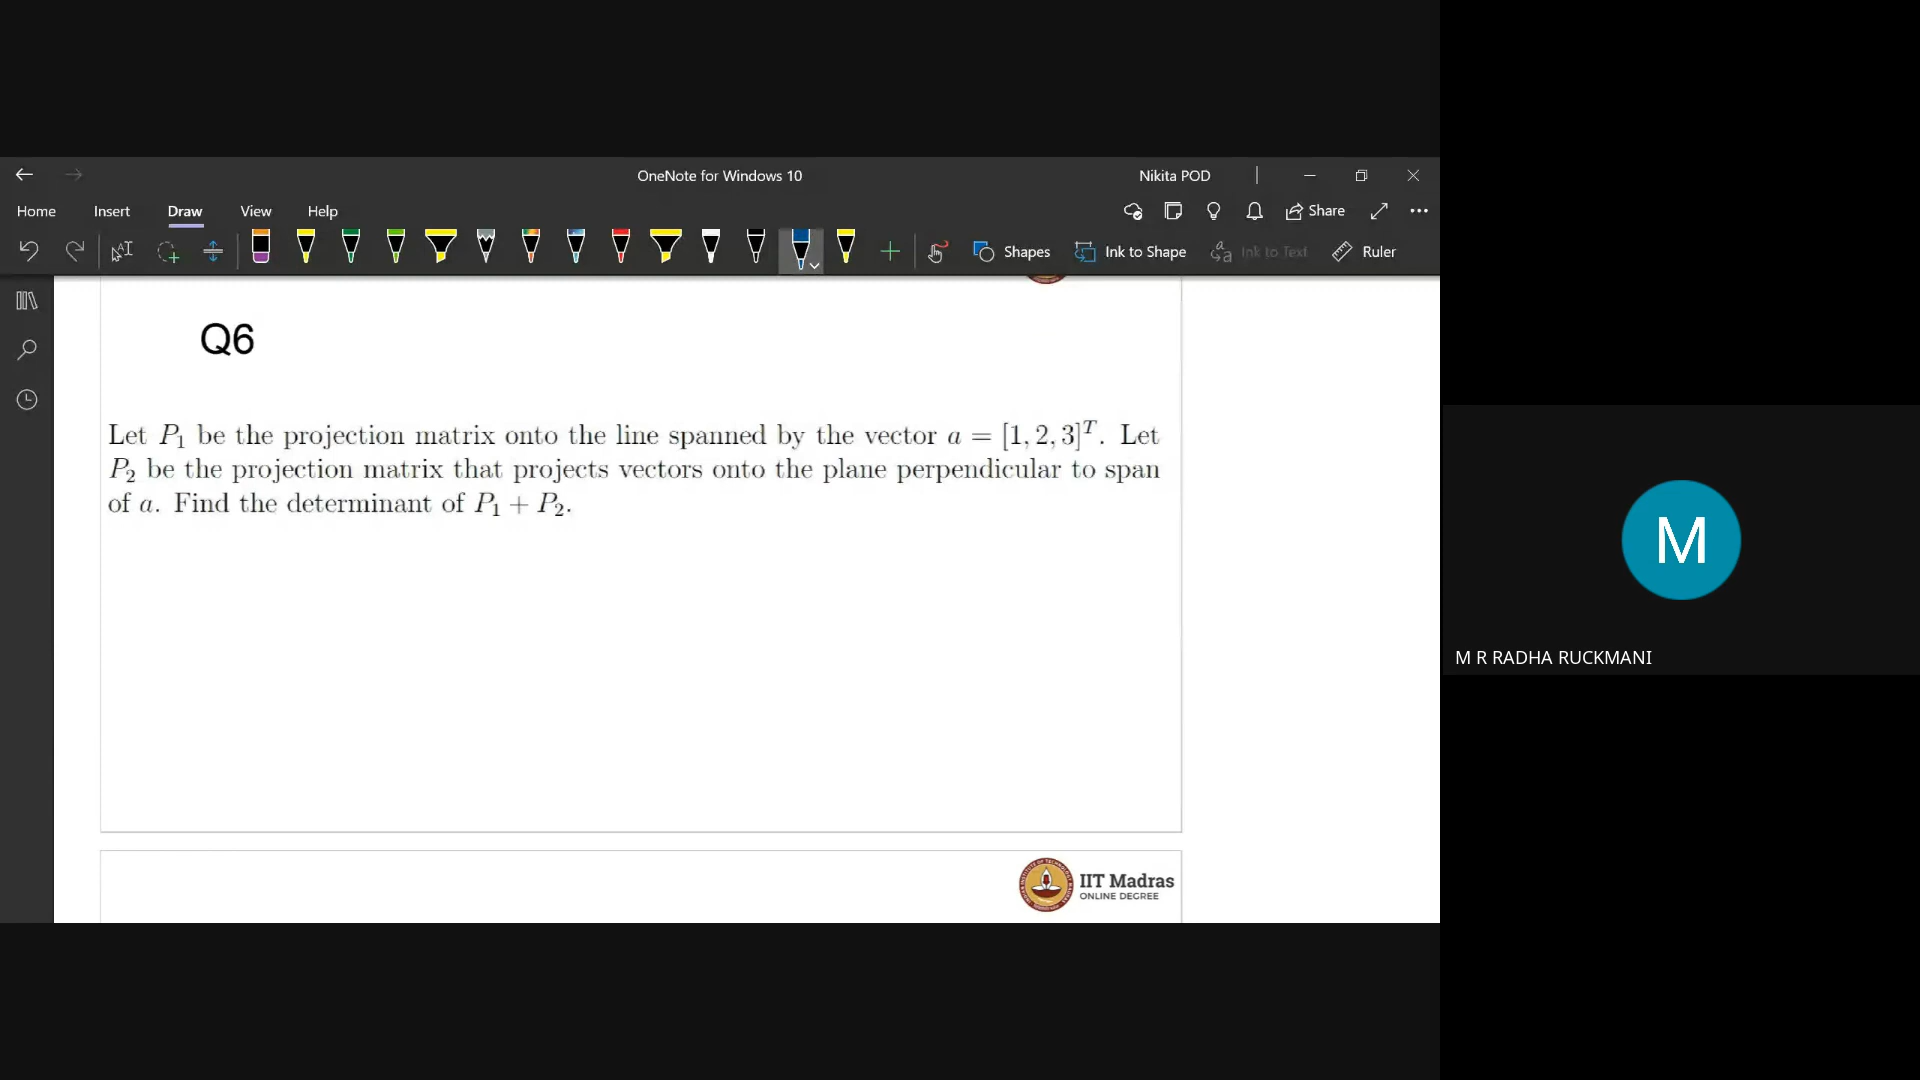 OneNote for Windows 10
Nikita POD
Home Insert Draw View Help
Share
Shapes Ink to Shape Ink to Text Ruler
Q6
Let P₁ be the projection matrix onto the line spanned by the vector a = [1, 2, 3]ᵀ. Let
P₂ be the projection matrix that projects vectors onto the plane perpendicular to span
of a. Find the determinant of P₁ + P₂.
IIT Madras
ONLINE DEGREE
M
M R RADHA RUCKMANI